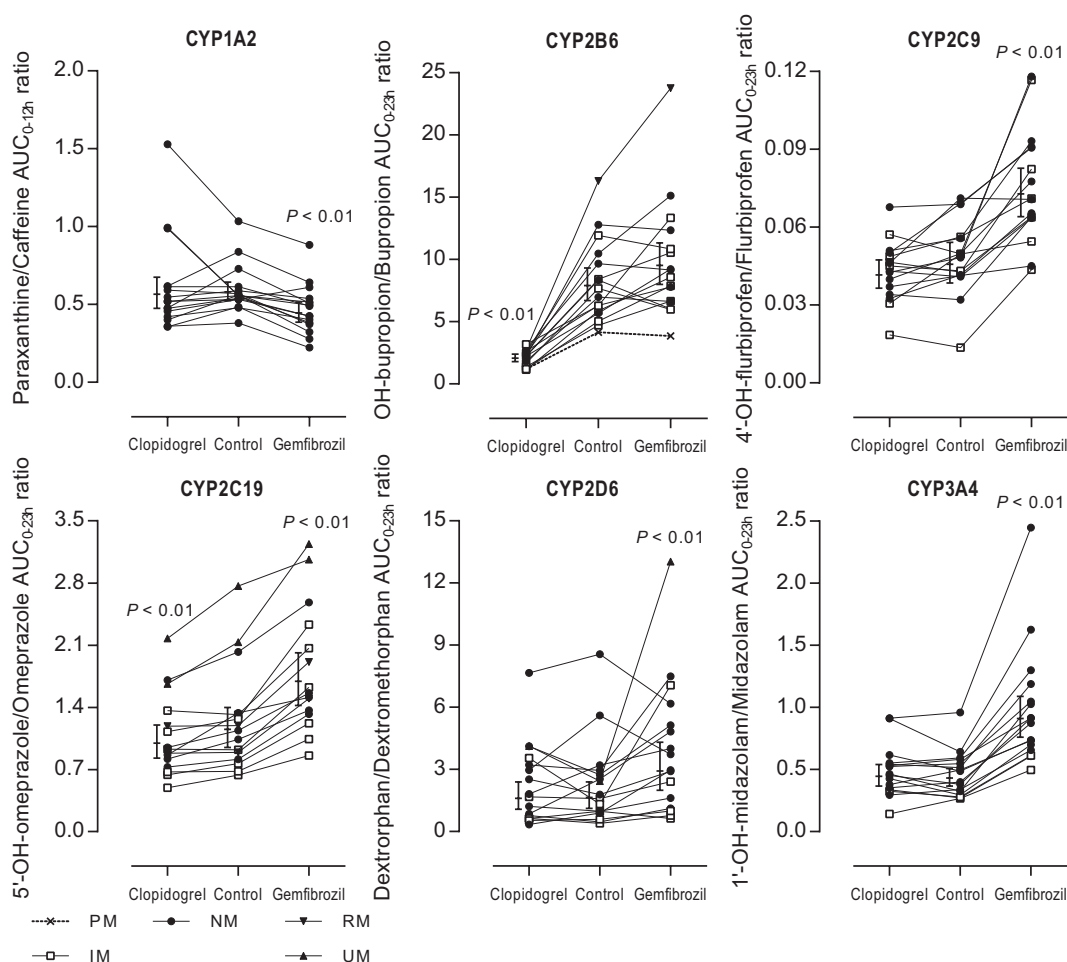 CYP1A2
Paraxanthine/Caffeine AUC0-12h ratio
2.0
1.5
1.0
0.5
0.0
P < 0.01
Clopidogrel Control Gemfibrozil
CYP2B6
OH-bupropion/Bupropion AUC0-23h ratio
25
20
15
10
5
0
P < 0.01
Clopidogrel Control Gemfibrozil
CYP2C9
4'-OH-flurbiprofen/Flurbiprofen AUC0-23h ratio
0.12
0.09
0.06
0.03
0.00
P < 0.01
Clopidogrel Control Gemfibrozil
CYP2C19
5'-OH-omeprazole/Omeprazole AUC0-23h ratio
3.5
2.8
2.1
1.4
0.7
0.0
P < 0.01
P < 0.01
Clopidogrel Control Gemfibrozil
CYP2D6
Dextrorphan/Dextromethorphan AUC0-23h ratio
15
12
9
6
3
0
P < 0.01
Clopidogrel Control Gemfibrozil
CYP3A4
1'-OH-midazolam/Midazolam AUC0-23h ratio
2.5
2.0
1.5
1.0
0.5
0.0
P < 0.01
Clopidogrel Control Gemfibrozil
PM NM RM
IM UM